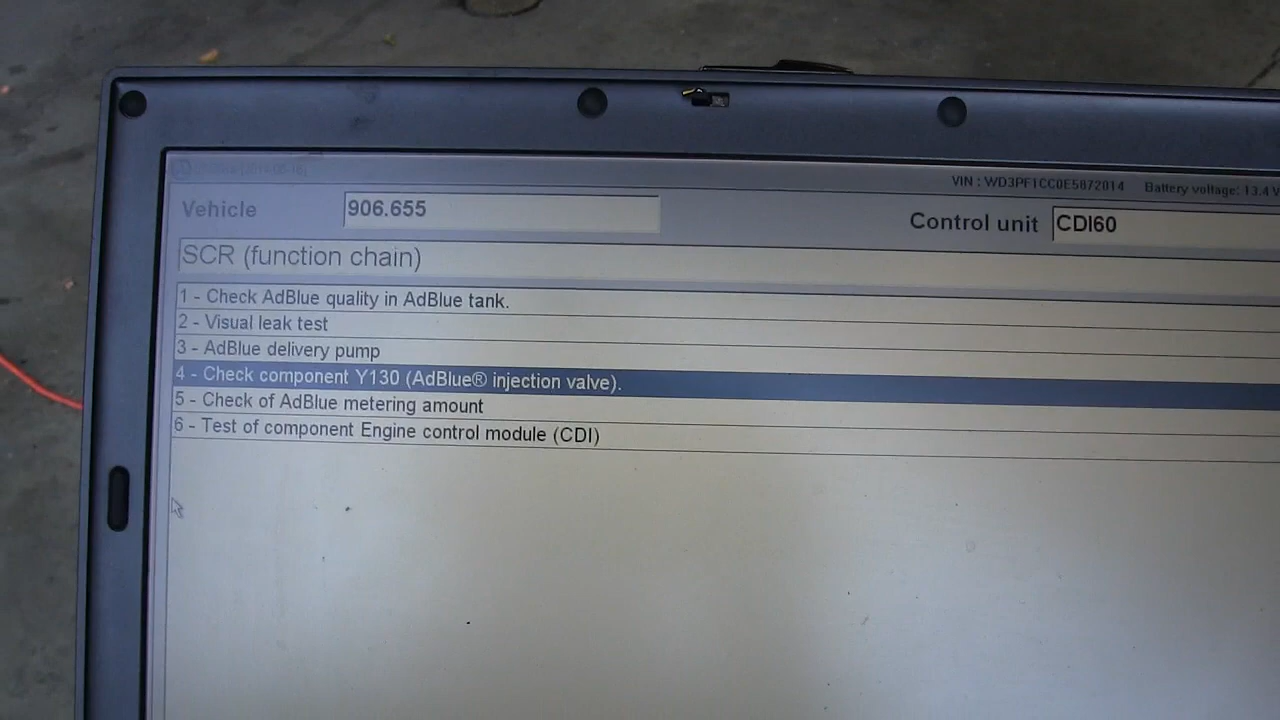 VIN : WD3PF1CC0E5872014 Battery voltage: 13.4 V
Vehicle 906.655 Control unit CDI60
SCR (function chain)
1 - Check AdBlue quality in AdBlue tank.
2 - Visual leak test
3 - AdBlue delivery pump
4 - Check component Y130 (AdBlue® injection valve).
5 - Check of AdBlue metering amount
6 - Test of component Engine control module (CDI)